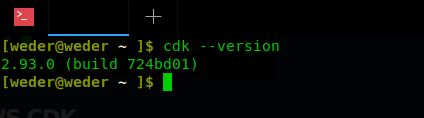 [weder@weder ~ ]$ cdk --version
2.93.0 (build 724bd01)
[weder@weder ~ ]$